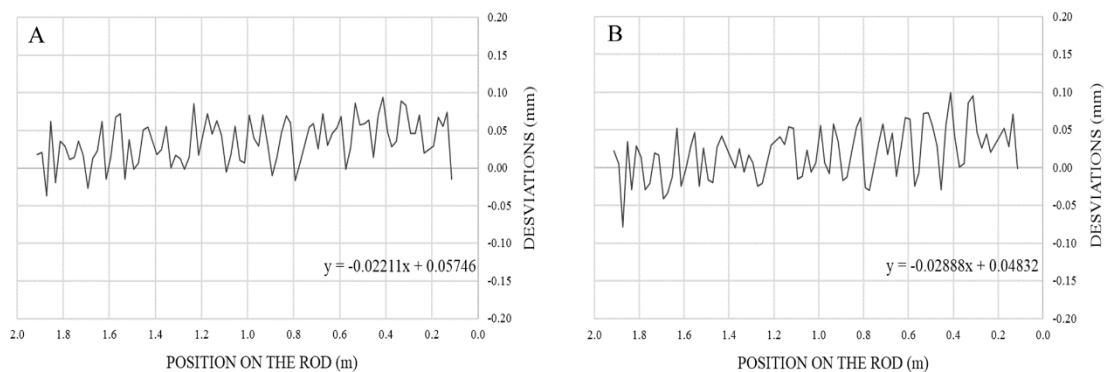 A
0.20
0.15
0.10
0.05
0.00
-0.05
-0.10
-0.15
-0.20
DESVIATIONS (mm)
y = -0.02211x + 0.05746
2.0 1.8 1.6 1.4 1.2 1.0 0.8 0.6 0.4 0.2 0.0
POSITION ON THE ROD (m)
B
0.20
0.15
0.10
0.05
0.00
-0.05
-0.10
-0.15
-0.20
DESVIATIONS (mm)
y = -0.02888x + 0.04832
2.0 1.8 1.6 1.4 1.2 1.0 0.8 0.6 0.4 0.2 0.0
POSITION ON THE ROD (m)